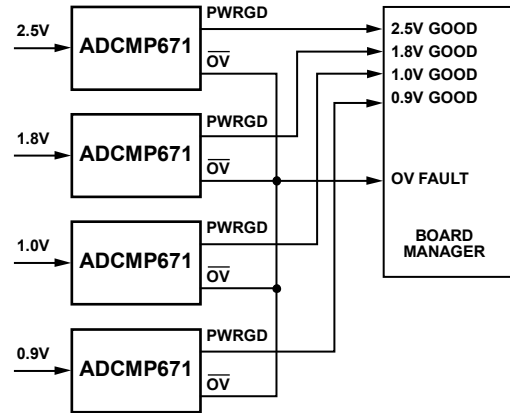 2.5V
ADCMP671
PWRGD
OV
1.8V
ADCMP671
PWRGD
OV
1.0V
ADCMP671
PWRGD
OV
0.9V
ADCMP671
PWRGD
OV
2.5V GOOD
1.8V GOOD
1.0V GOOD
0.9V GOOD
OV FAULT
BOARD
MANAGER